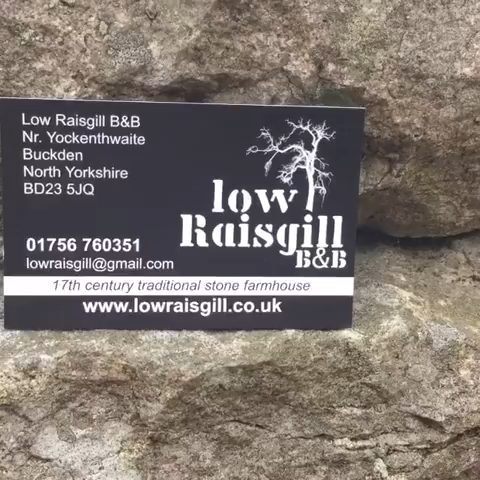 Low Raisgill B&B
Nr. Yockenthwaite
Buckden
North Yorkshire
BD23 5JQ
low
Raisgill
B&B
01756 760351
lowraisgill@gmail.com
17th century traditional stone farmhouse
www.lowraisgill.co.uk